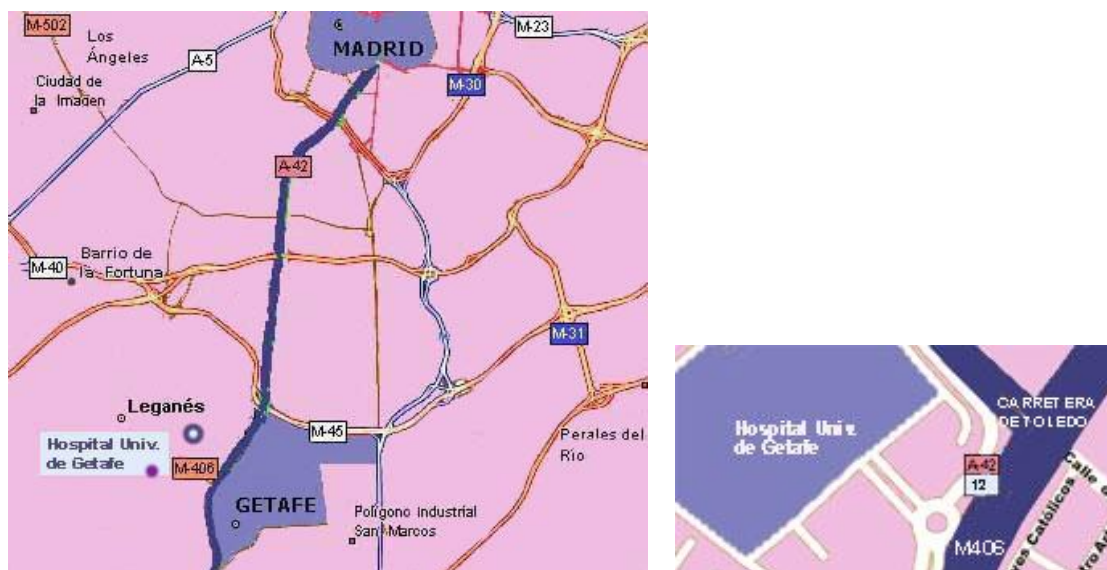 M-502
Los
Ángeles
A-5
MADRID
M-23
Ciudad de
la Imagen
M-30
A-42
Barrio de
la Fortuna
M-40
M-31
Leganés
Hospital Univ.
de Getafe
M-406
M-45
Perales del
Río
GETAFE
Polígono Industrial
San Marcos
Hospital Univ.
de Getafe
CARRETERA
DE TOLEDO
A-42
12
M406
Calle
Católicos